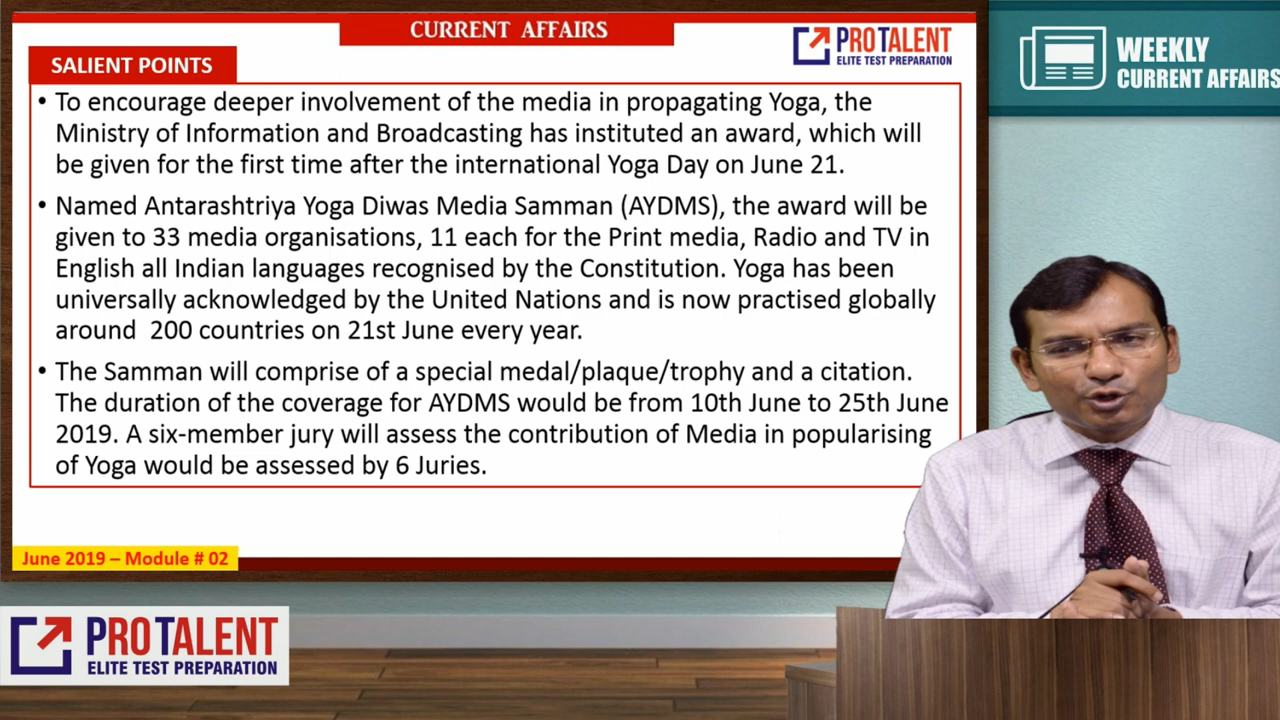 CURRENT AFFAIRS
PROTALENT
ELITE TEST PREPARATION
WEEKLY
CURRENT AFFAIRS
SALIENT POINTS
• To encourage deeper involvement of the media in propagating Yoga, the
Ministry of Information and Broadcasting has instituted an award, which will
be given for the first time after the international Yoga Day on June 21.
• Named Antarashtriya Yoga Diwas Media Samman (AYDMS), the award will be
given to 33 media organisations, 11 each for the Print media, Radio and TV in
English all Indian languages recognised by the Constitution. Yoga has been
universally acknowledged by the United Nations and is now practised globally
around 200 countries on 21st June every year.
• The Samman will comprise of a special medal/plaque/trophy and a citation.
The duration of the coverage for AYDMS would be from 10th June to 25th June
2019. A six-member jury will assess the contribution of Media in popularising
of Yoga would be assessed by 6 Juries.
June 2019 – Module # 02
PROTALENT
ELITE TEST PREPARATION